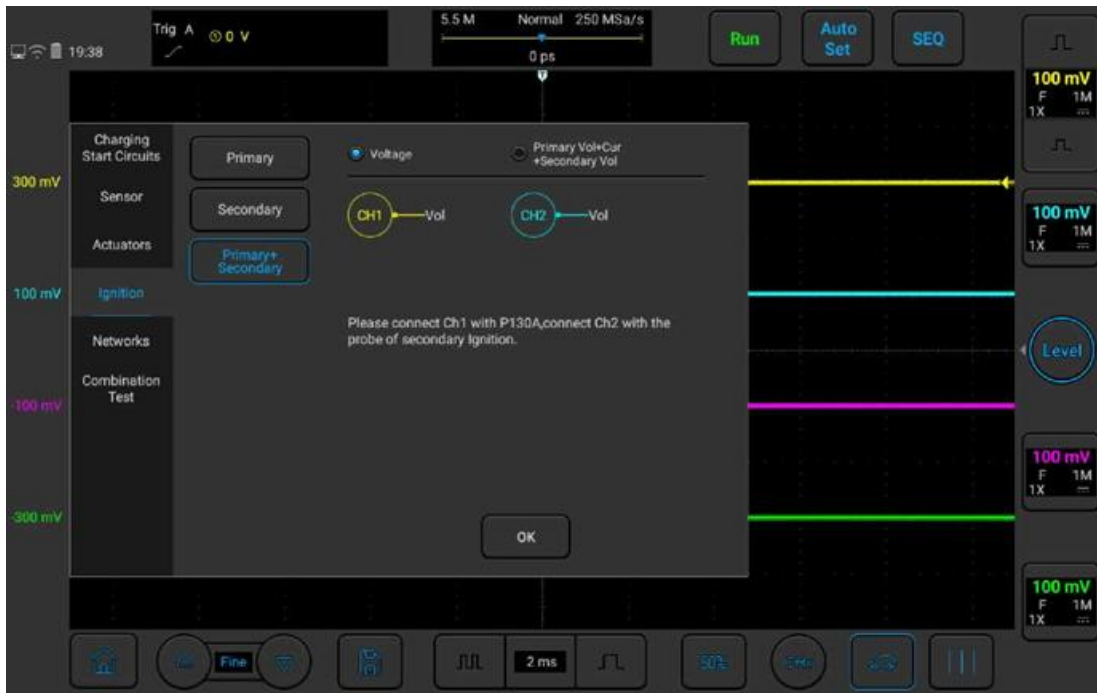 19:38
Trig A
0 V
5.5 M Normal 250 MSa/s
0 ps
Run
Auto
Set
SEQ
100 mV
F 1M
1X
Charging
Start Circuits
Sensor
Actuators
Ignition
Networks
Combination
Test
Primary
Secondary
Primary+
Secondary
Voltage
Primary Vol+Cur
+Secondary Vol
CH1 Vol
CH2 Vol
Please connect Ch1 with P130A,connect Ch2 with the
probe of secondary Ignition.
OK
300 mV
100 mV
-100 mV
-300 mV
100 mV
F 1M
1X
Level
100 mV
F 1M
1X
100 mV
F 1M
1X
Fine
2 ms
50%